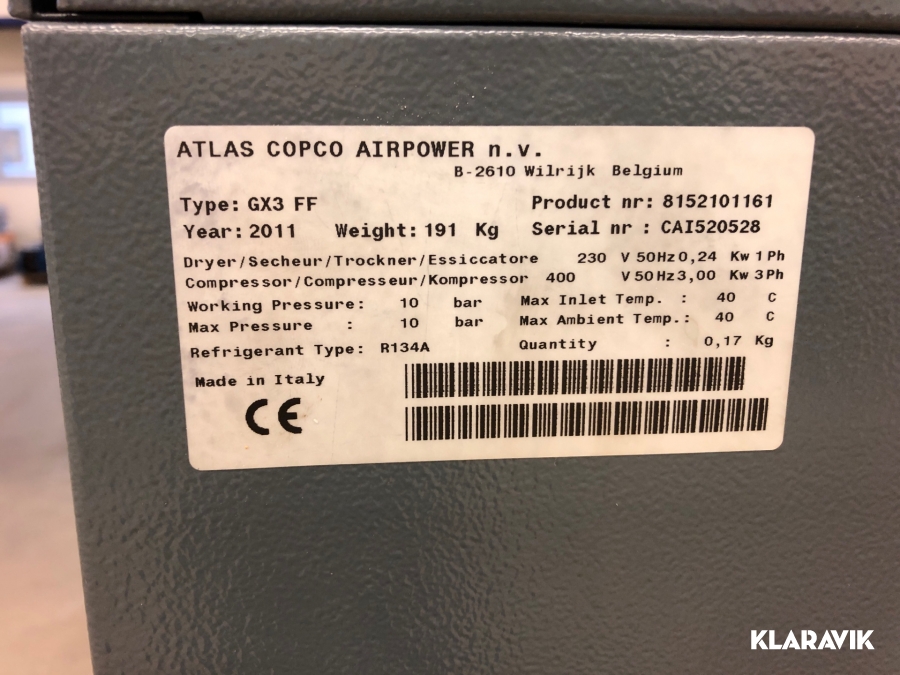 ATLAS COPCO AIRPOWER n.v.
B-2610 Wilrijk Belgium
Type: GX3 FF Product nr: 8152101161
Year: 2011 Weight: 191 Kg Serial nr : CAI520528
Dryer/Secheur/Trockner/Essiccatore 230 V 50Hz 0,24 Kw 1Ph
Compressor/Compresseur/Kompressor 400 V 50Hz 3,00 Kw 3Ph
Working Pressure: 10 bar Max Inlet Temp. : 40 C
Max Pressure : 10 bar Max Ambient Temp.: 40 C
Refrigerant Type: R134A Quantity : 0,17 Kg
Made in Italy
CE
KLARAVIK